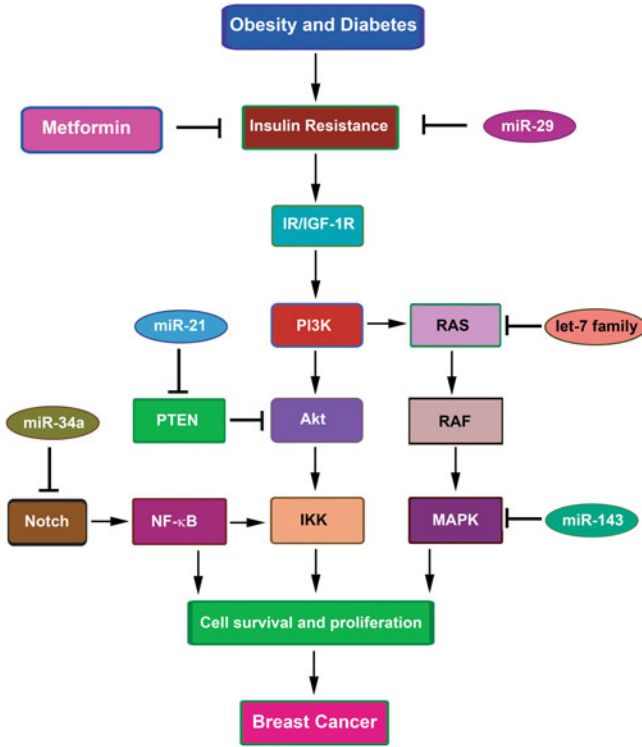 Obesity and Diabetes
Metformin
Insulin Resistance
miR-29
IR/IGF-1R
miR-21
PI3K
RAS
let-7 family
miR-34a
PTEN
Akt
RAF
Notch
NF-κB
IKK
MAPK
miR-143
Cell survival and proliferation
Breast Cancer